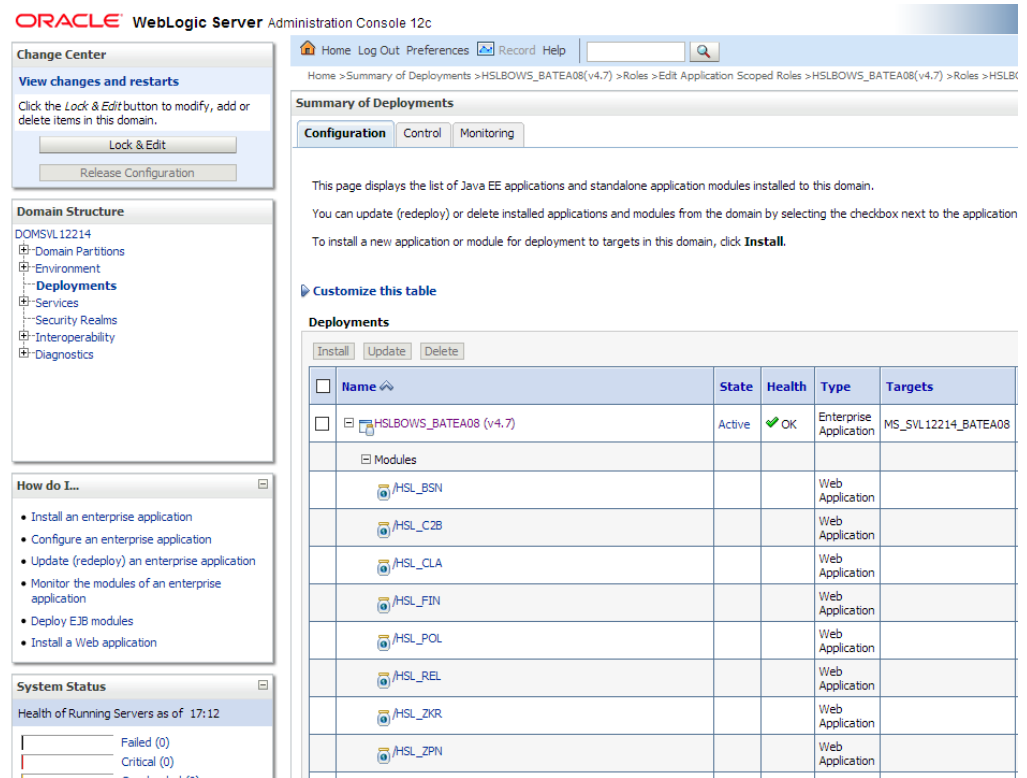 ORACLE WebLogic Server Administration Console 12c
Change Center
View changes and restarts
Click the Lock & Edit button to modify, add or
delete items in this domain.
Lock & Edit
Release Configuration
Domain Structure
DOMSVL12214
Domain Partitions
Environment
Deployments
Services
Security Realms
Interoperability
Diagnostics
How do I...
Install an enterprise application
Configure an enterprise application
Update (redeploy) an enterprise application
Monitor the modules of an enterprise
application
Deploy EJB modules
Install a Web application
System Status
Health of Running Servers as of 17:12
Failed (0)
Critical (0)
Home Log Out Preferences Record Help
Home >Summary of Deployments >HSLBOWS_BATEA08(v4.7) >Roles >Edit Application Scoped Roles >HSLBOWS_BATEA08(v4.7) >Roles >HSLBO
Summary of Deployments
Configuration Control Monitoring
This page displays the list of Java EE applications and standalone application modules installed to this domain.
You can update (redeploy) or delete installed applications and modules from the domain by selecting the checkbox next to the application
To install a new application or module for deployment to targets in this domain, click Install.
Customize this table
Deployments
Install Update Delete
Name State Health Type Targets
HSLBOWS_BATEA08 (v4.7) Active OK Enterprise Application MS_SVL12214_BATEA08
Modules
/HSL_BSN Web Application
/HSL_C2B Web Application
/HSL_CLA Web Application
/HSL_FIN Web Application
/HSL_POL Web Application
/HSL_REL Web Application
/HSL_ZKR Web Application
/HSL_ZPN Web Application